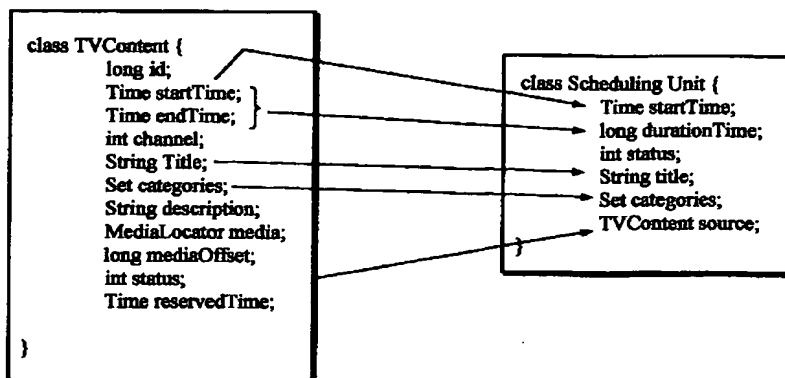 class TVContent {
long id;
Time startTime;
Time endTime;
int channel;
String Title;
Set categories;
String description;
MediaLocator media;
long mediaOffset;
int status;
Time reservedTime;
}
class Scheduling Unit {
Time startTime;
long durationTime;
int status;
String title;
Set categories;
TVContent source;
}